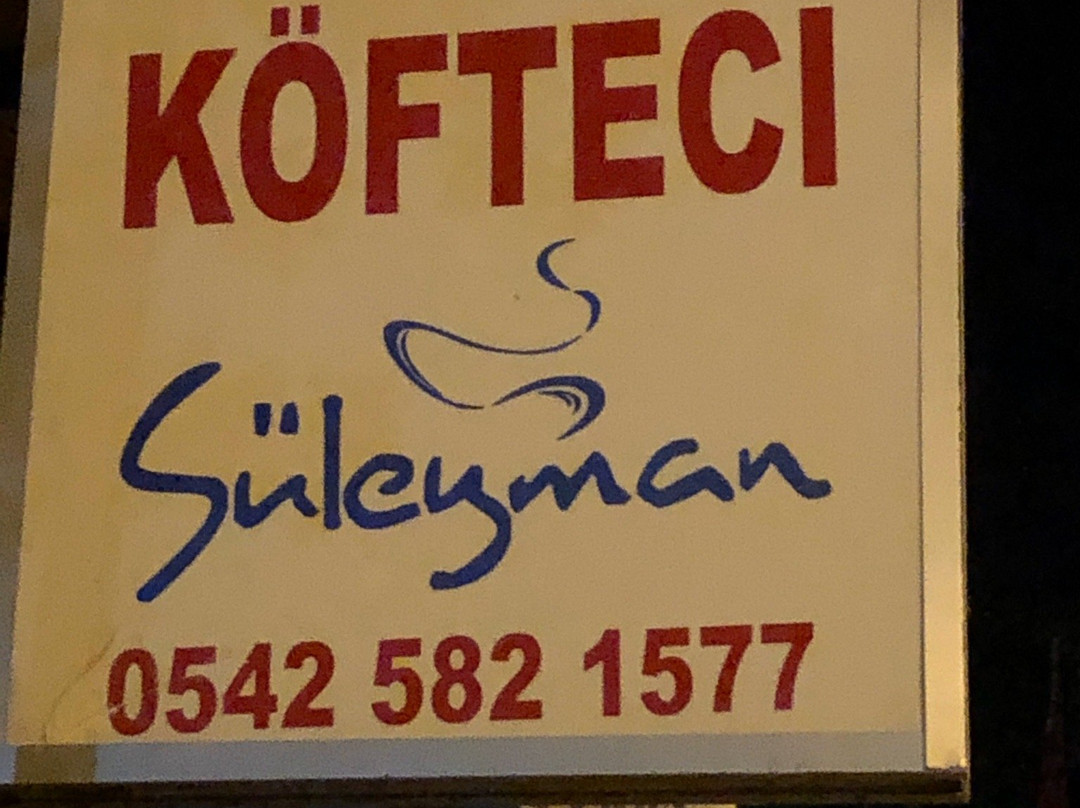 KÖFTECI
Süleyman
0542 582 1577